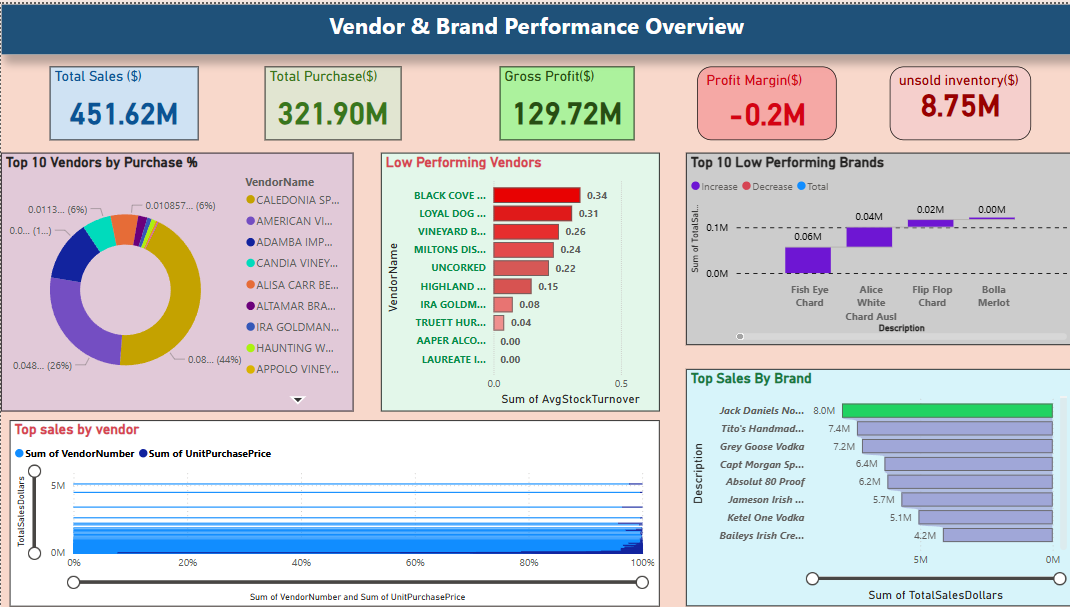 Vendor & Brand Performance Overview
Total Sales ($)
451.62M
Total Purchase($)
321.90M
Gross Profit($)
129.72M
Profit Margin($)
-0.2M
unsold inventory($)
8.75M
Top 10 Vendors by Purchase %
VendorName
CALEDONIA SP...
AMERICAN VI...
ADAMBA IMP...
CANDIA VINEY...
ALISA CARR BE...
ALTAMAR BRA...
IRA GOLDMAN...
HAUNTING W...
APPOLO VINEY...
0.0113... (6%)
0.010857... (6%)
0.0... (1...)
0.048... (26%)
0.08... (44%)
Low Performing Vendors
VendorName
BLACK COVE ... 0.34
LOYAL DOG ... 0.31
VINEYARD B... 0.26
MILTONS DIS... 0.24
UNCORKED 0.22
HIGHLAND ... 0.15
IRA GOLDM... 0.08
TRUETT HUR... 0.04
AAPER ALCO... 0.00
LAUREATE I... 0.00
0.0 0.5
Sum of AvgStockTurnover
Top 10 Low Performing Brands
Increase Decrease Total
Sum of TotalSal...
0.1M
0.0M
0.06M
0.04M
0.02M
0.00M
Fish Eye Chard
Alice White Chard Ausl
Flip Flop Chard
Bolla Merlot
Description
Top sales by vendor
Sum of VendorNumber Sum of UnitPurchasePrice
TotalSalesDollars
5M
0M
0% 20% 40% 60% 80% 100%
Sum of VendorNumber and Sum of UnitPurchasePrice
Top Sales By Brand
Description
Jack Daniels No... 8.0M
Tito's Handmad... 7.4M
Grey Goose Vodka 7.2M
Capt Morgan Sp... 6.4M
Absolut 80 Proof 6.2M
Jameson Irish ... 5.7M
Ketel One Vodka 5.1M
Baileys Irish Cre... 4.2M
5M 0M
Sum of TotalSalesDollars